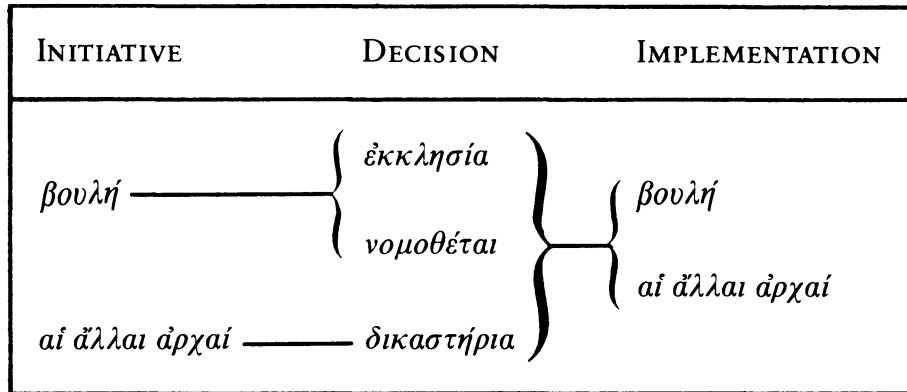 INITIATIVE DECISION IMPLEMENTATION
ἐκκλησία
βουλή βουλή
νομοθέται
αἱ ἄλλαι ἀρχαί
αἱ ἄλλαι ἀρχαί δικαστήρια